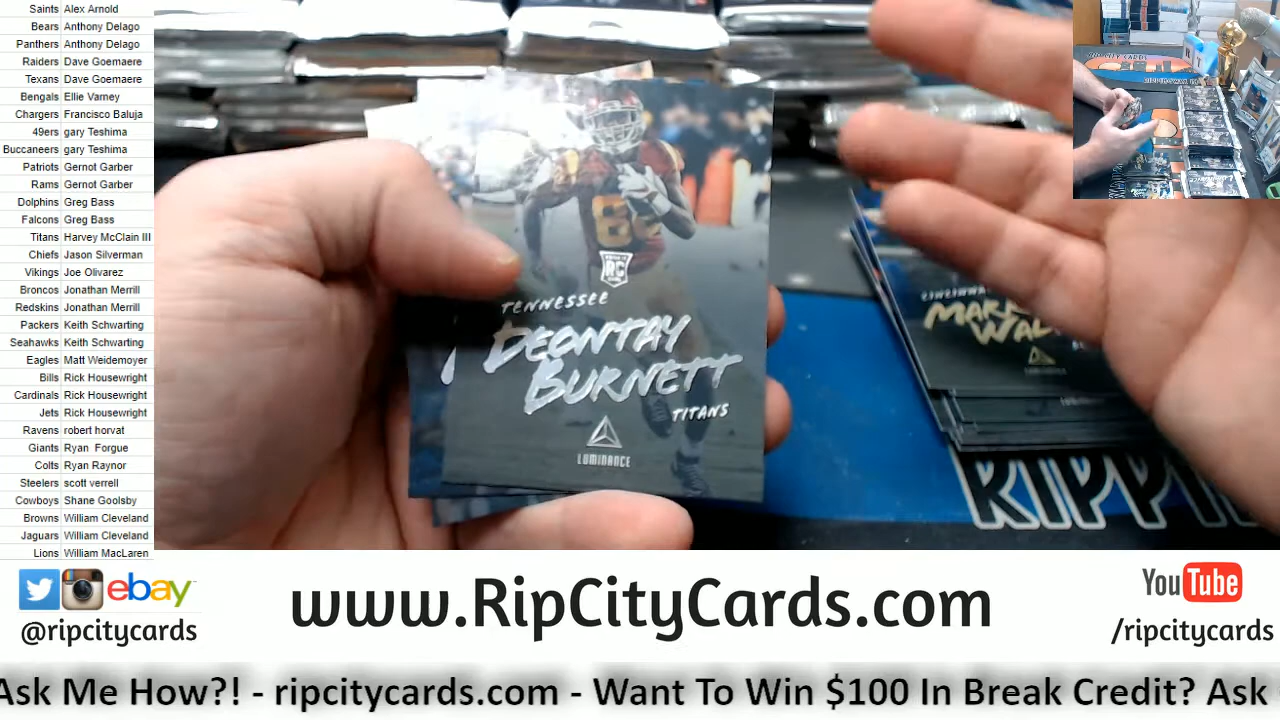 Saints Alex Arnold
Bears Anthony Delago
Panthers Anthony Delago
Raiders Dave Goemaere
Texans Dave Goemaere
Bengals Ellie Varney
Chargers Francisco Baluja
49ers gary Teshima
Buccaneers gary Teshima
Patriots Gernot Garber
Rams Gernot Garber
Dolphins Greg Bass
Falcons Greg Bass
Titans Harvey McClain III
Chiefs Jason Silverman
Vikings Joe Olivarez
Broncos Jonathan Merrill
Redskins Jonathan Merrill
Packers Keith Schwarting
Seahawks Keith Schwarting
Eagles Matt Weidemoyer
Bills Rick Housewright
Cardinals Rick Housewright
Jets Rick Housewright
Ravens robert horvat
Giants Ryan Forgue
Colts Ryan Raynor
Steelers scott verrell
Cowboys Shane Goolsby
Browns William Cleveland
Jaguars William Cleveland
Lions William MacLaren
82
RC
TENNESSEE
DEONTAY
BURNETT
TITANS
LUMINANCE
RIP CITY CARDS
ebay
@ripcitycards
www.RipCityCards.com
YouTube
/ripcitycards
Ask Me How?! - ripcitycards.com - Want To Win $100 In Break Credit? Ask